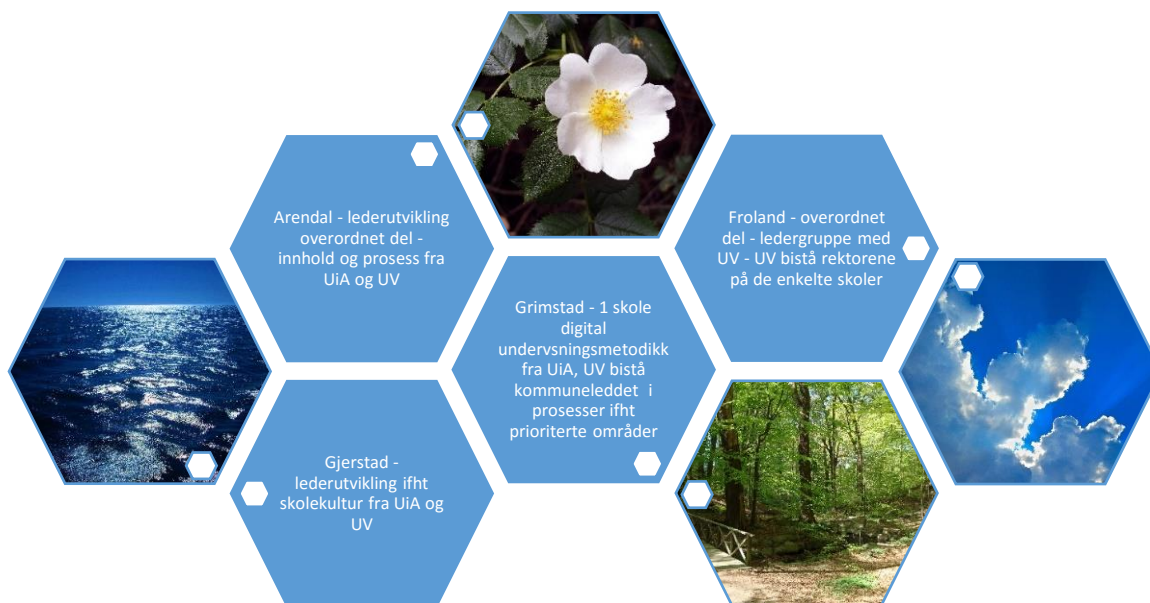 Arendal - lederutvikling
overordnet del -
innhold og prosess fra
UiA og UV
Froland - overordnet
del - ledergruppe med
UV - UV bistå rektorene
på de enkelte skoler
Grimstad - 1 skole
digital
undervsningsmetodikk
fra UiA, UV bistå
kommuneleddet i
prosesser ifht
prioriterte områder
Gjerstad -
lederutvikling ifht
skolekultur fra UiA og
UV